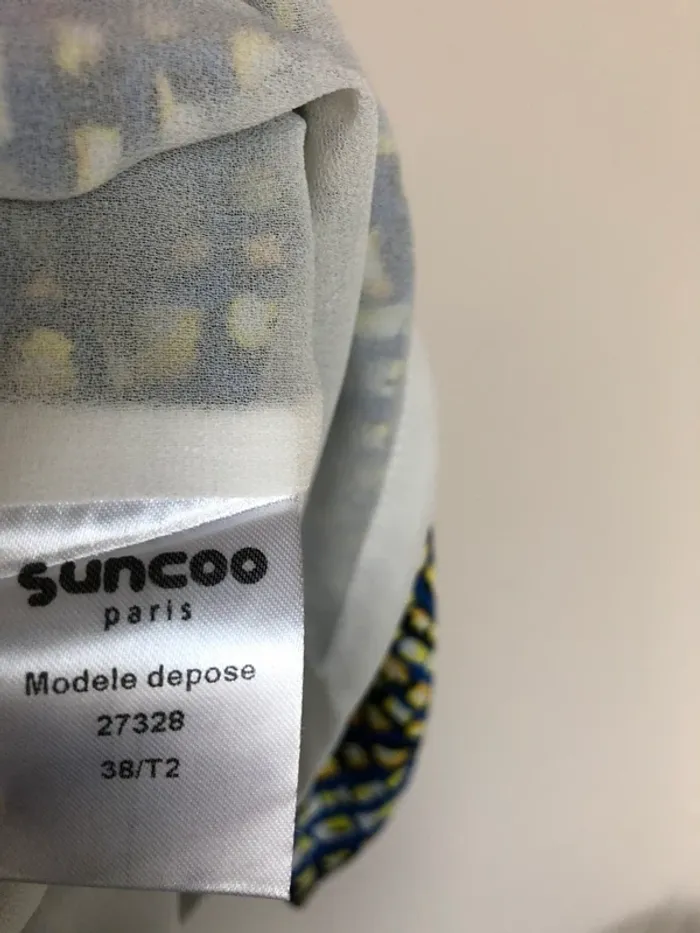 suncoo
paris
Modele depose
27328
38/T2